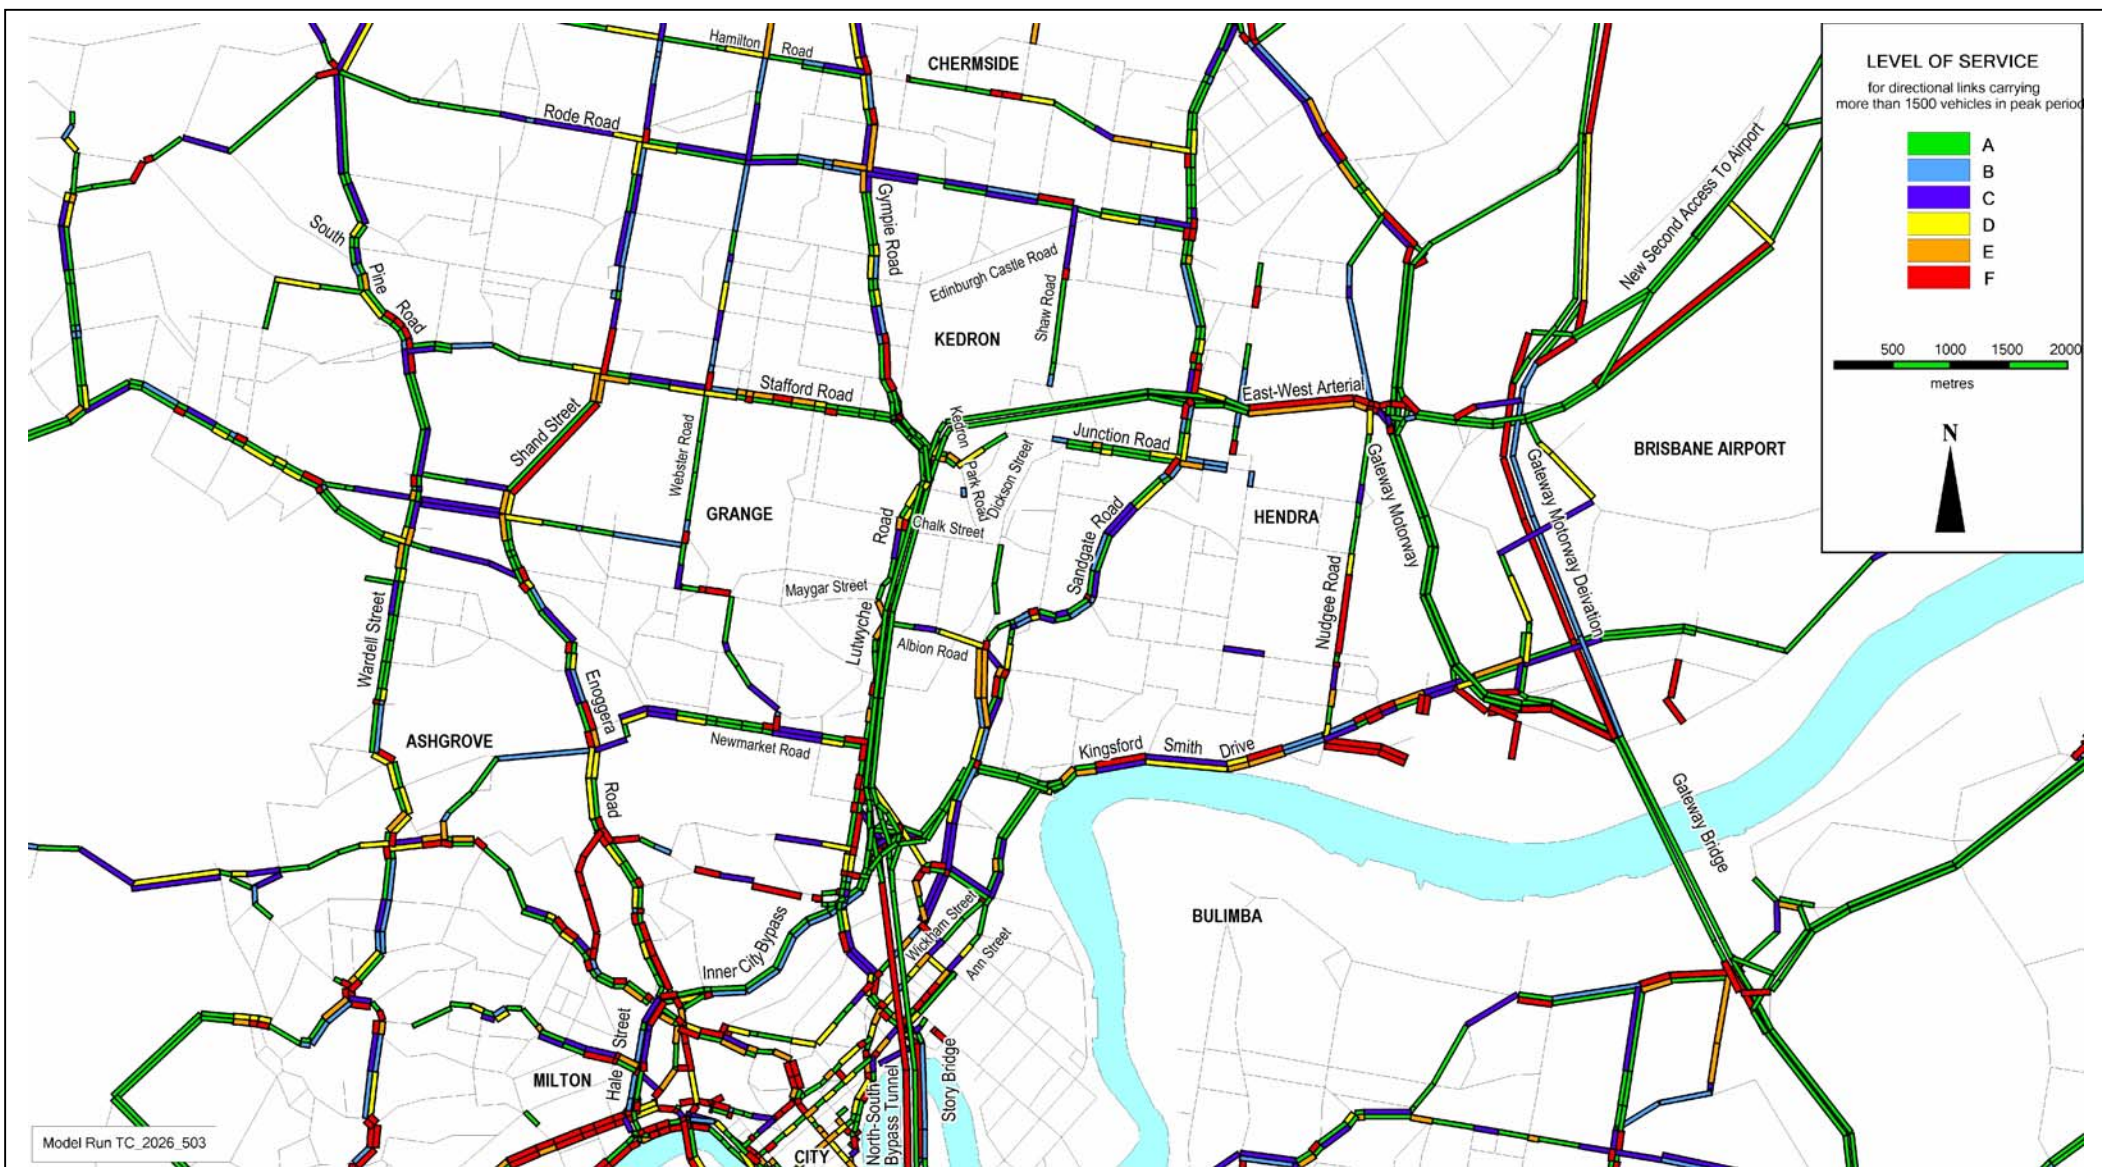 LEVEL OF SERVICE
for directional links carrying
more than 1500 vehicles in peak period
A
B
C
D
E
F
500 1000 1500 2000
metres
N
Hamilton Road
CHERMSIDE
Rode Road
South Pine Road
Gympie Road
Edinburgh Castle Road
Shaw Road
KEDRON
New Second Access To Airport
Stafford Road
East-West Arterial
Shand Street
Webster Road
Kedron Park Road
Dickson Street
Junction Road
BRISBANE AIRPORT
GRANGE
Chalk Street
Sandgate Road
HENDRA
Gateway Motorway
Gateway Motorway Deivation
Maygar Street
Wardell Street
Lutwyche Road
Albion Road
Nudgee Road
Enoggera Road
ASHGROVE
Newmarket Road
Kingsford Smith Drive
Gateway Bridge
BULIMBA
Wickham Street
Ann Street
Inner City Bypass
Hale Street
MILTON
North-South
Bypass Tunnel
Story Bridge
CITY
Model Run TC_2026_503